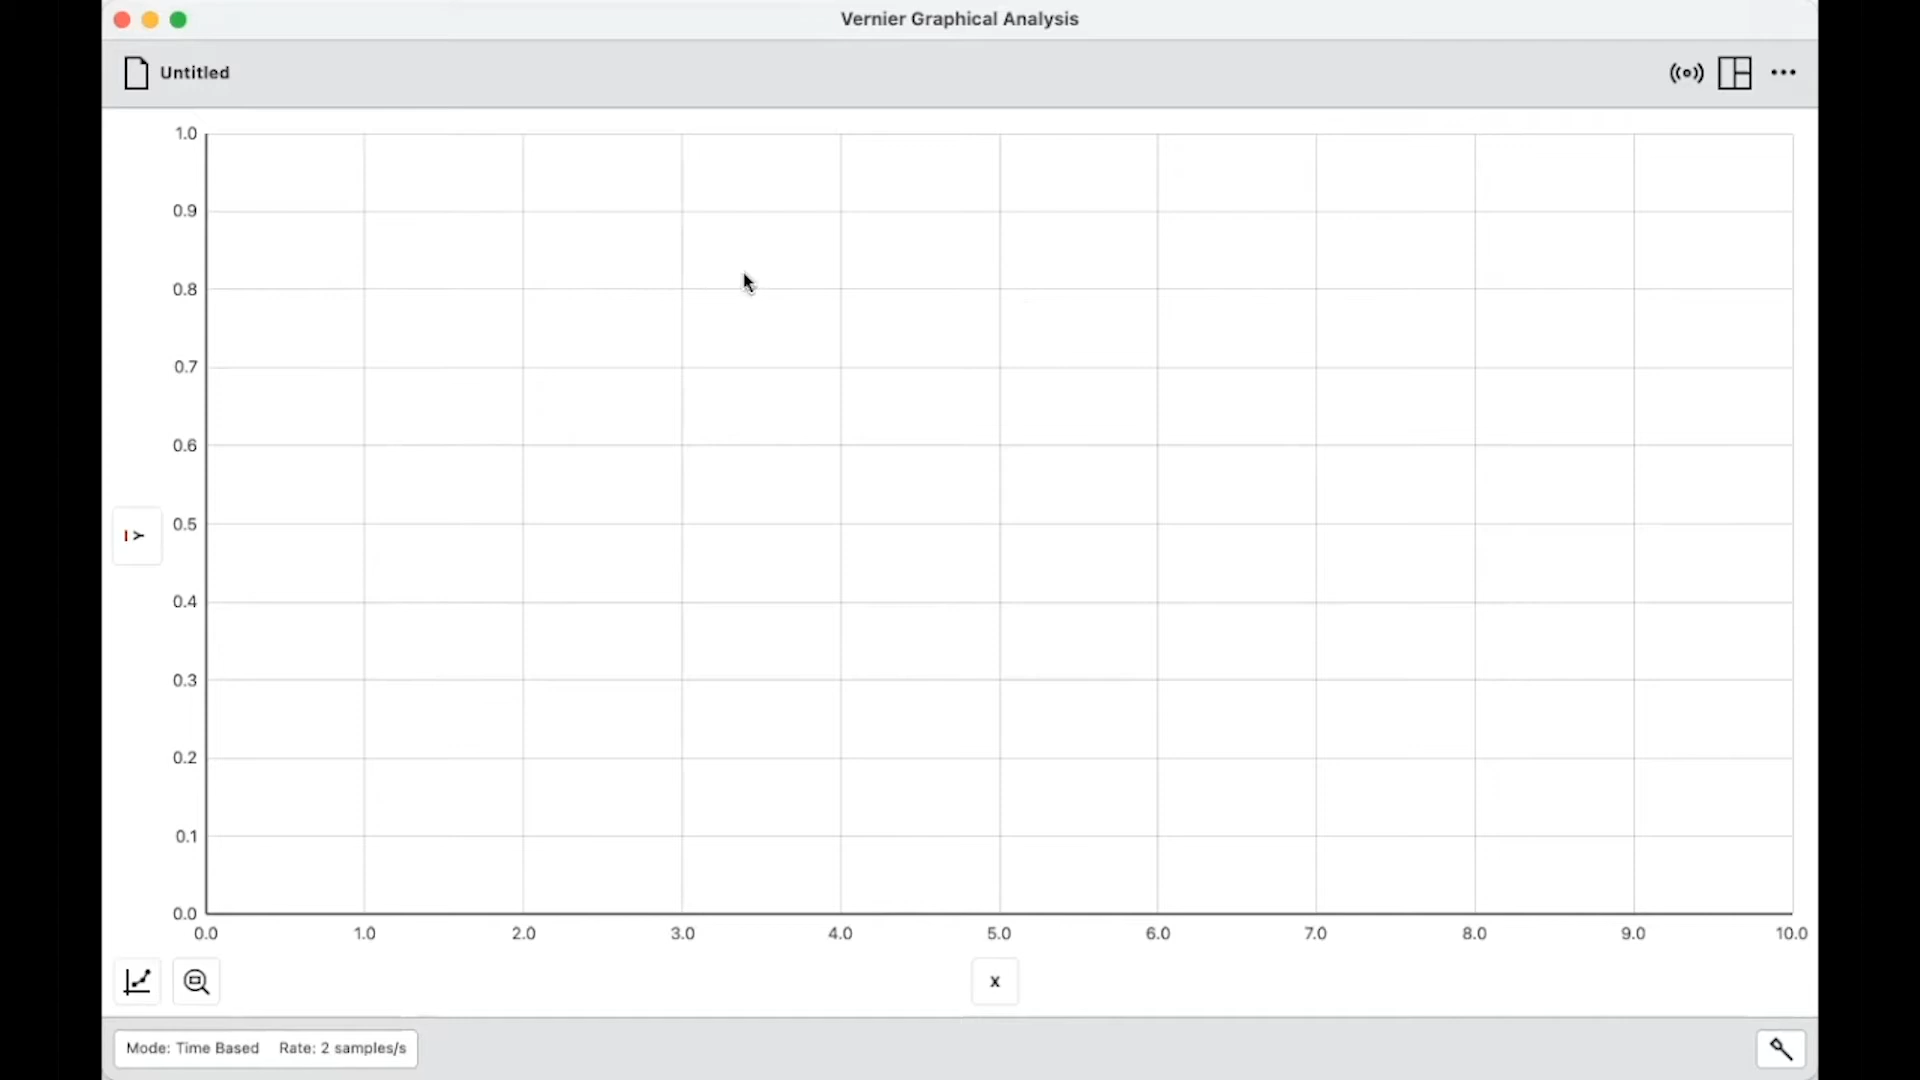 Vernier Graphical Analysis
Untitled
1.0
0.9
0.8
0.7
0.6
0.5
0.4
0.3
0.2
0.1
0.0
Y
0.0 1.0 2.0 3.0 4.0 5.0 6.0 7.0 8.0 9.0 10.0
X
Mode: Time Based Rate: 2 samples/s